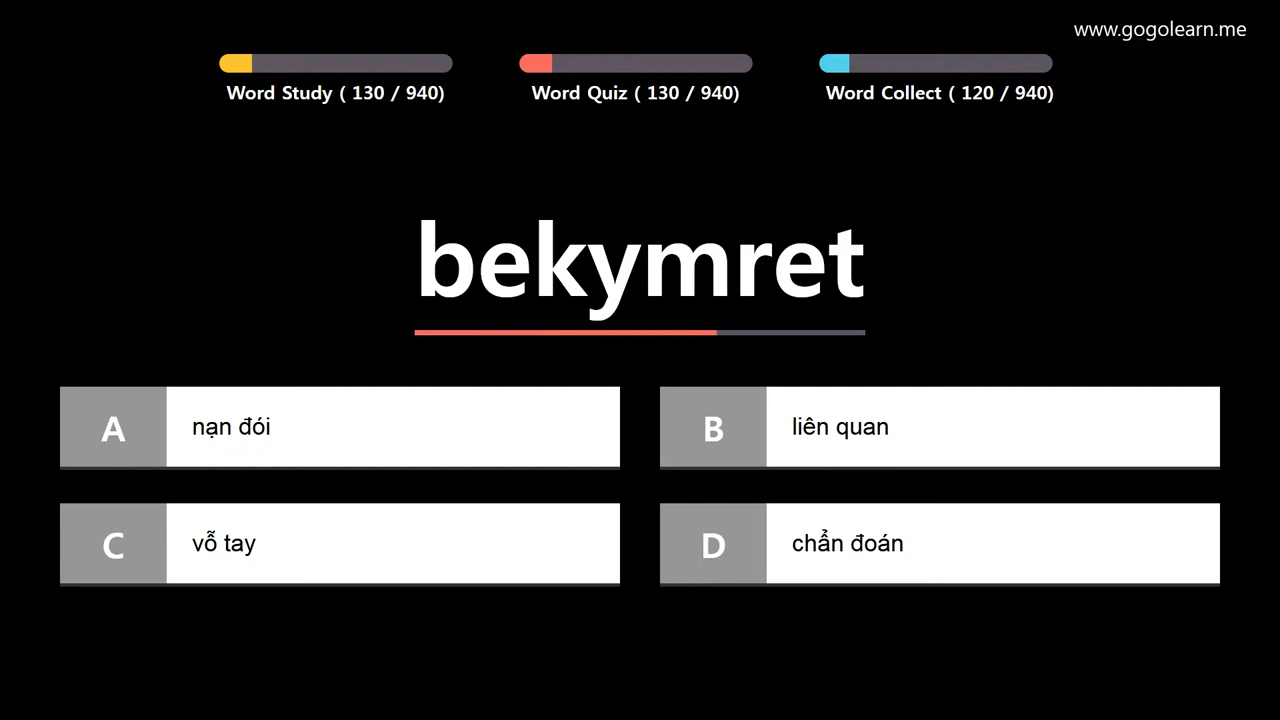 www.gogolearn.me
Word Study ( 130 / 940)
Word Quiz ( 130 / 940)
Word Collect ( 120 / 940)
bekymret
A nạn đói
B liên quan
C vỗ tay
D chẩn đoán